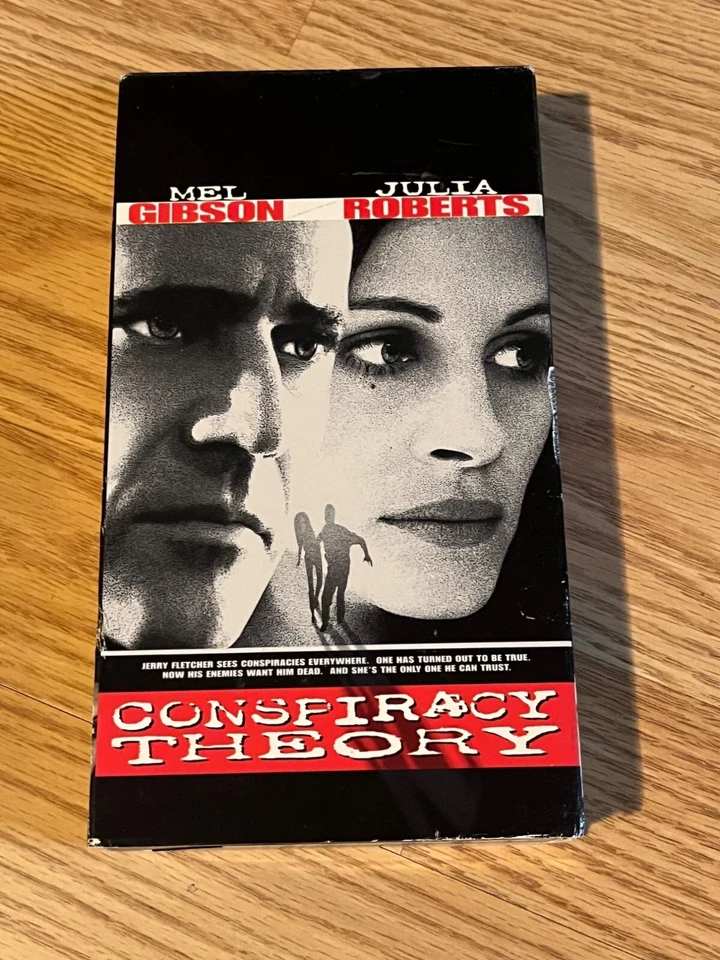 MEL JULIA
GIBSON ROBERTS
JERRY FLETCHER SEES CONSPIRACIES EVERYWHERE. ONE HAS TURNED OUT TO BE TRUE.
NOW HIS ENEMIES WANT HIM DEAD. AND SHE'S THE ONLY ONE HE CAN TRUST.
CONSPIRACY
THEORY